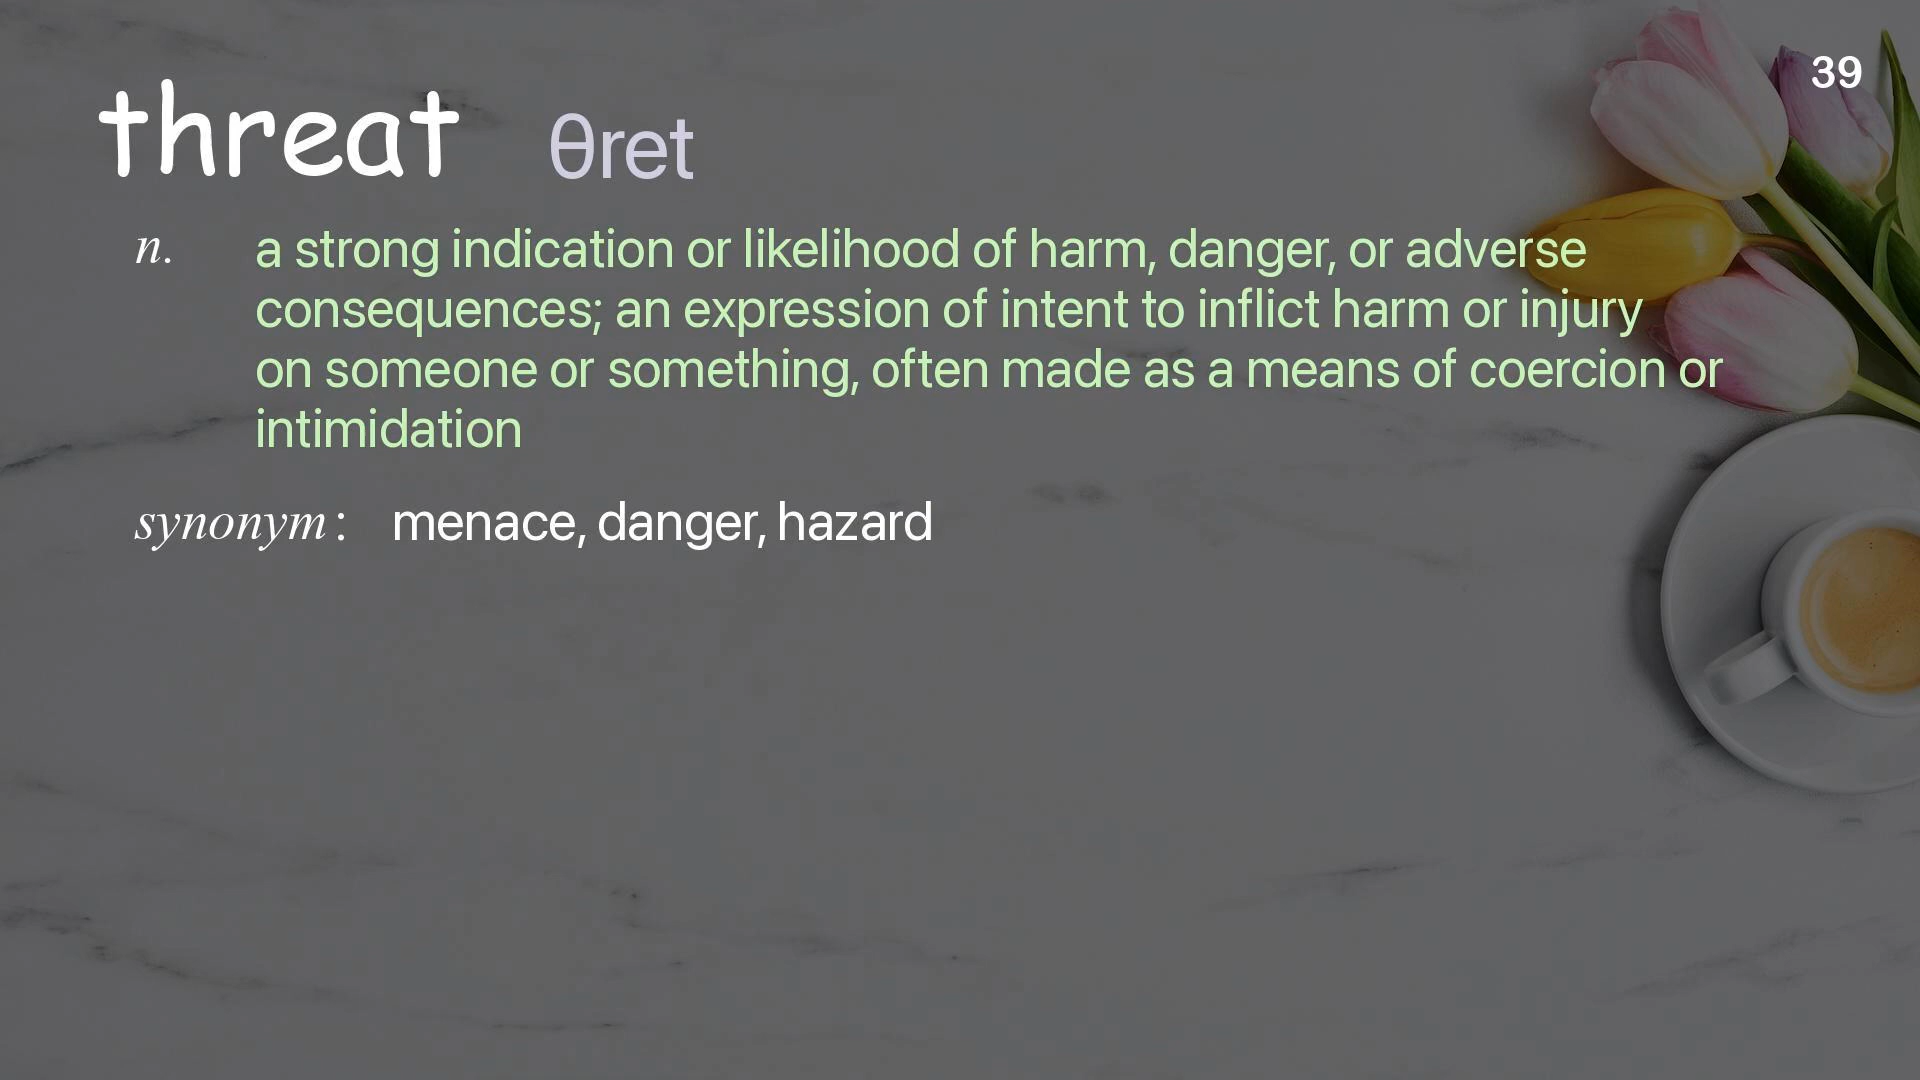 39
threat θret
n. a strong indication or likelihood of harm, danger, or adverse
consequences; an expression of intent to inflict harm or injury
on someone or something, often made as a means of coercion or
intimidation
synonym: menace, danger, hazard